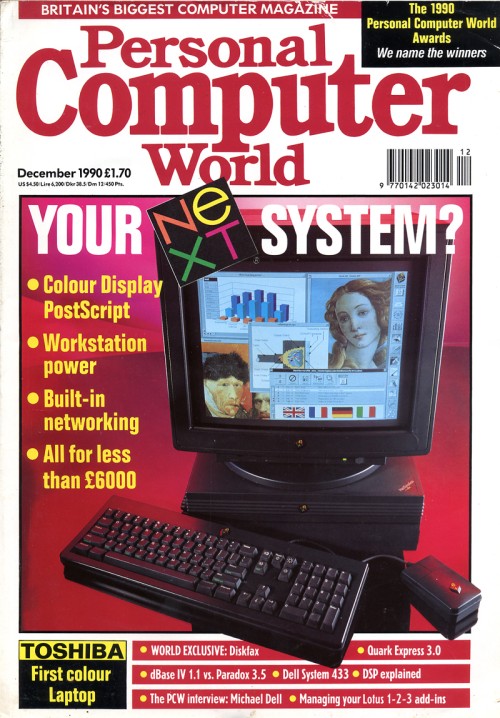 BRITAIN'S BIGGEST COMPUTER MAGAZINE
The 1990
Personal Computer World
Awards
We name the winners
Personal
Computer
World
December 1990 £1.70
US $4.50/Lire 6,200/Dkr 38.5/Dm 12/450 Pts.
12
9 770142 023014
YOUR NeXT SYSTEM?
• Colour Display
PostScript
• Workstation
power
• Built-in
networking
• All for less
than £6000
TOSHIBA
First colour
Laptop
• WORLD EXCLUSIVE: Diskfax • Quark Express 3.0
• dBase IV 1.1 vs. Paradox 3.5 • Dell System 433 • DSP explained
• The PCW interview: Michael Dell • Managing your Lotus 1-2-3 add-ins